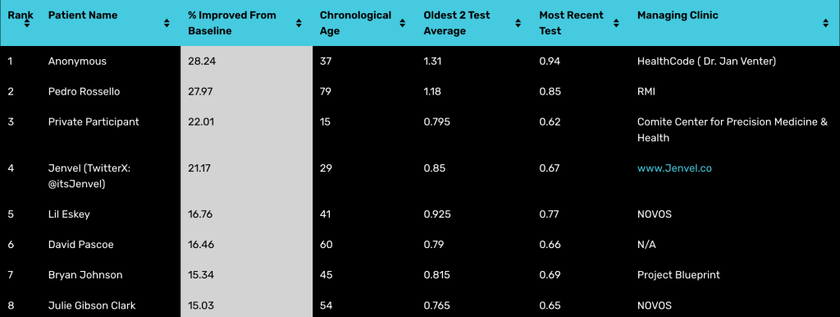 Rank Patient Name % Improved From Baseline Chronological Age Oldest 2 Test Average Most Recent Test Managing Clinic
1 Anonymous 28.24 37 1.31 0.94 HealthCode ( Dr. Jan Venter)
2 Pedro Rossello 27.97 79 1.18 0.85 RMI
3 Private Participant 22.01 15 0.795 0.62 Comite Center for Precision Medicine & Health
4 Jenvel (TwitterX: @itsJenvel) 21.17 29 0.85 0.67 www.Jenvel.co
5 Lil Eskey 16.76 41 0.925 0.77 NOVOS
6 David Pascoe 16.46 60 0.79 0.66 N/A
7 Bryan Johnson 15.34 45 0.815 0.69 Project Blueprint
8 Julie Gibson Clark 15.03 54 0.765 0.65 NOVOS